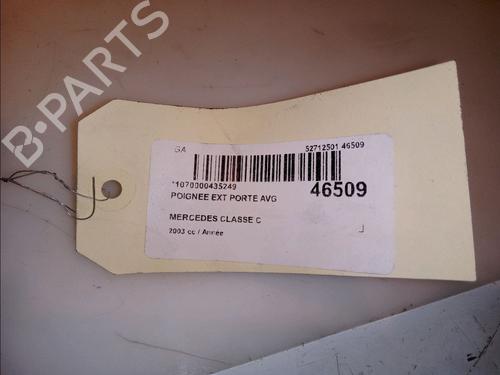 B-PARTS
GA 52712501 46509
*1070000435249
46509
POIGNEE EXT PORTE AVG
MERCEDES CLASSE C
2003 cc / Année